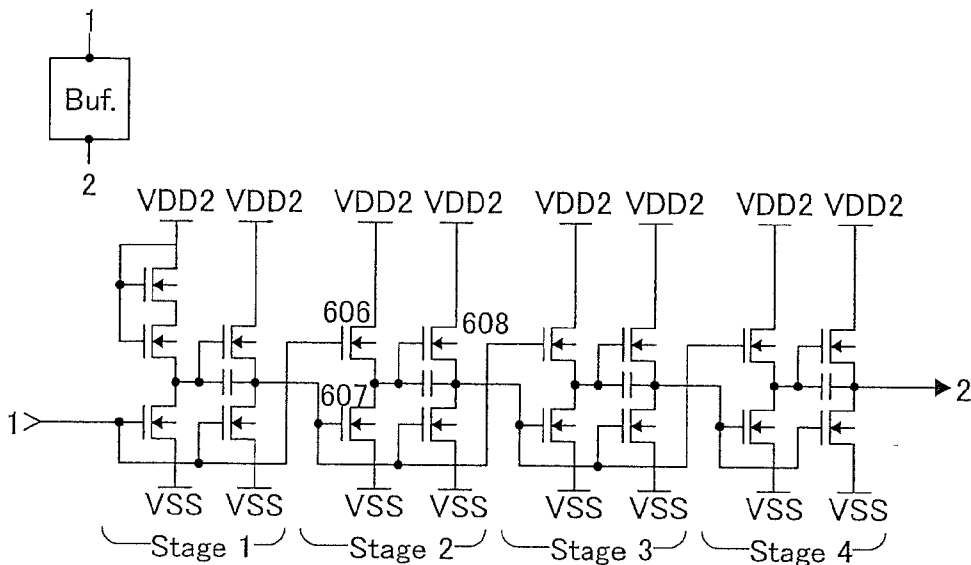 1
Buf.
2
VDD2 VDD2 VDD2 VDD2 VDD2 VDD2 VDD2 VDD2
606 608
607
1 2
VSS VSS VSS VSS VSS VSS VSS VSS
Stage 1 Stage 2 Stage 3 Stage 4